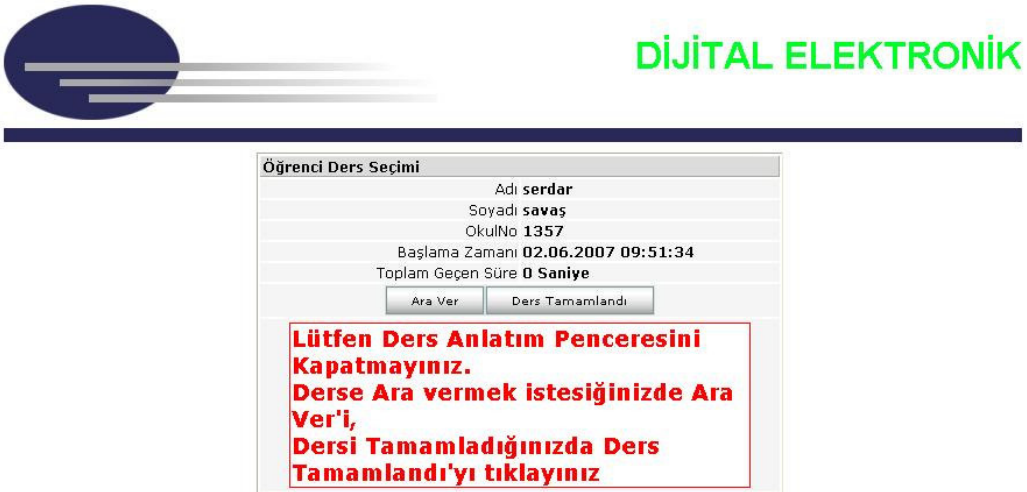 DİJİTAL ELEKTRONİK
Öğrenci Ders Seçimi
Adı serdar
Soyadı savaş
OkulNo 1357
Başlama Zamanı 02.06.2007 09:51:34
Toplam Geçen Süre 0 Saniye
Ara Ver Ders Tamamlandı
Lütfen Ders Anlatım Penceresini
Kapatmayınız.
Derse Ara vermek istesiğinizde Ara
Ver'i,
Dersi Tamamladığınızda Ders
Tamamlandı'yı tıklayınız